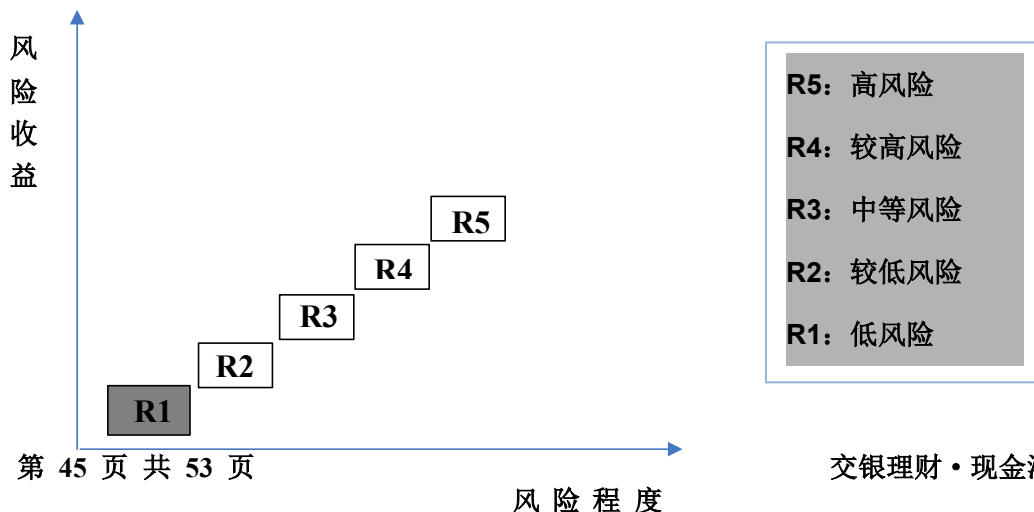 风
险
收
益
R5：高风险
R4：较高风险
R3：中等风险
R2：较低风险
R1：低风险
R5
R4
R3
R2
R1
第 45 页 共 53 页
交银理财·现金
风 险 程 度